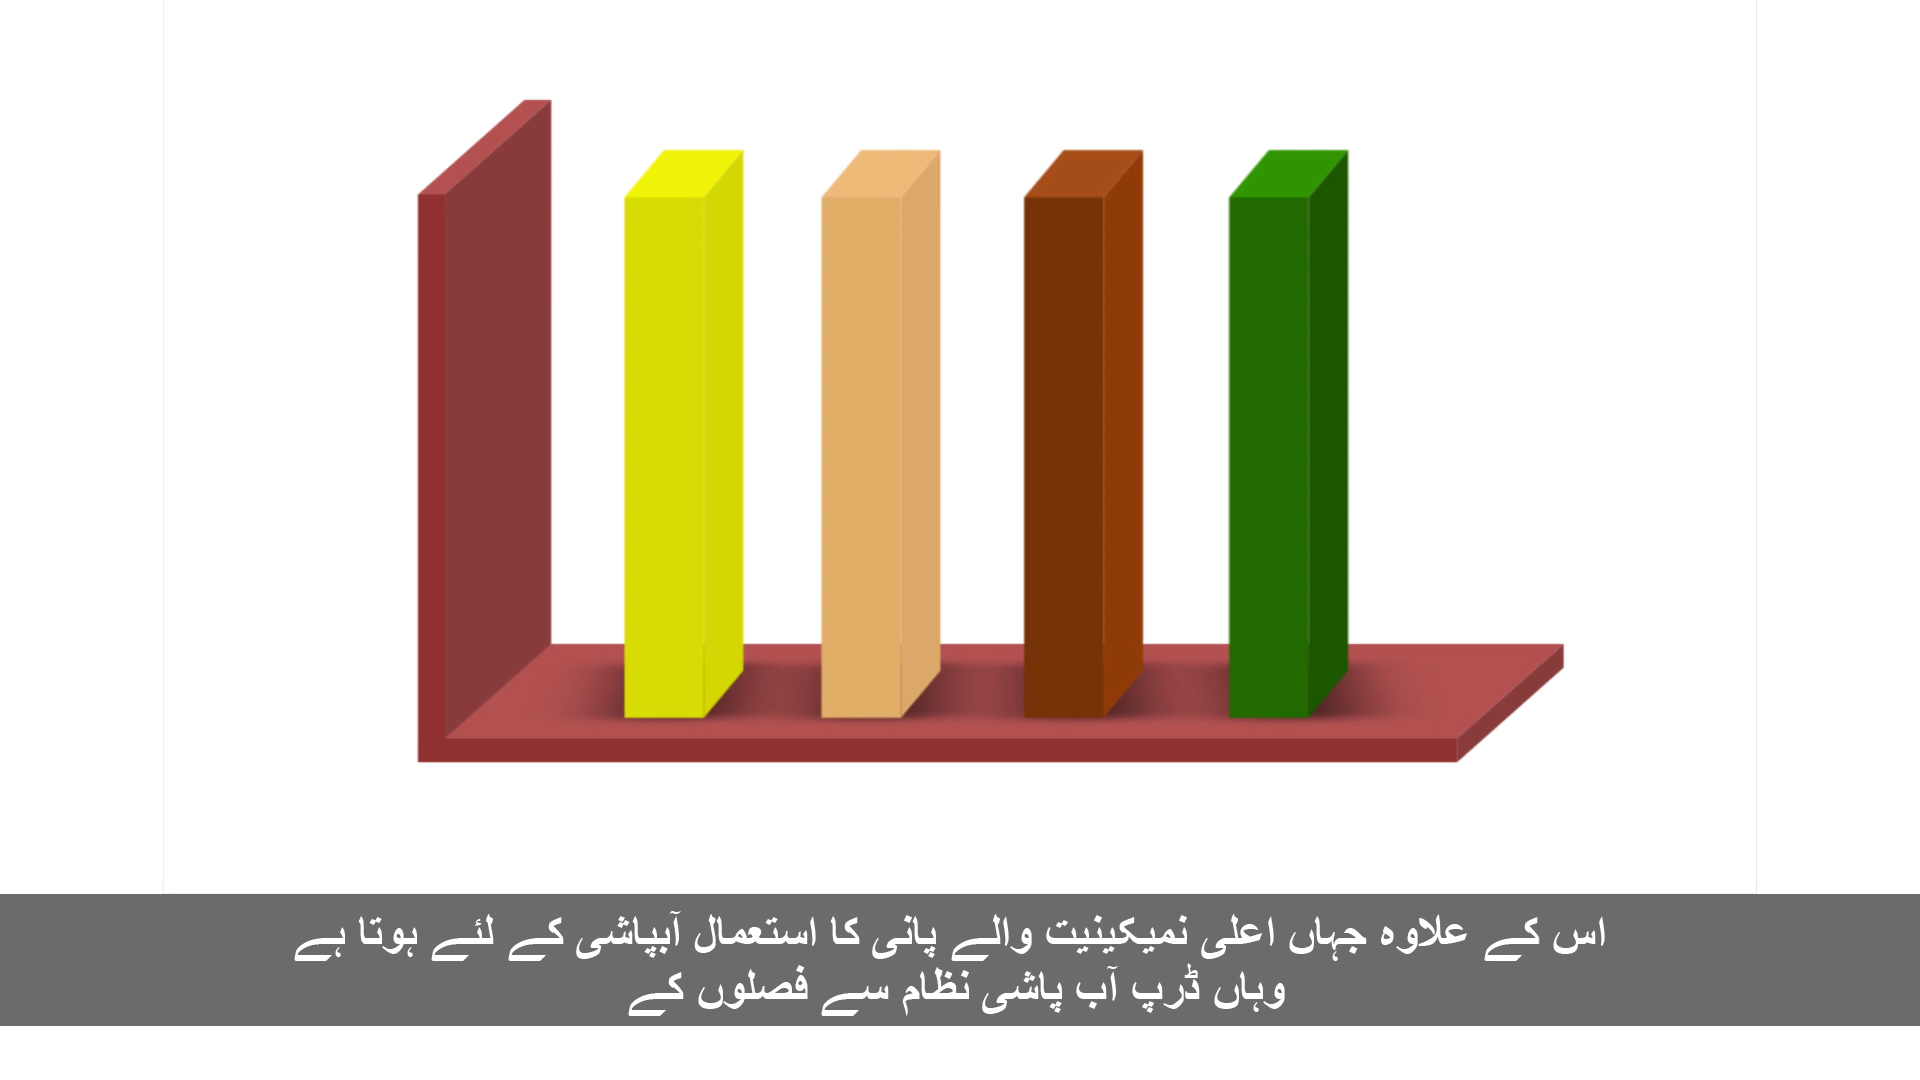 اس کے علاوہ جہاں اعلی نمیکینیت والے پانی کا استعمال آبپاشی کے لئے ہوتا ہے
وہاں ڈرپ آب پاشی نظام سے فصلوں کے